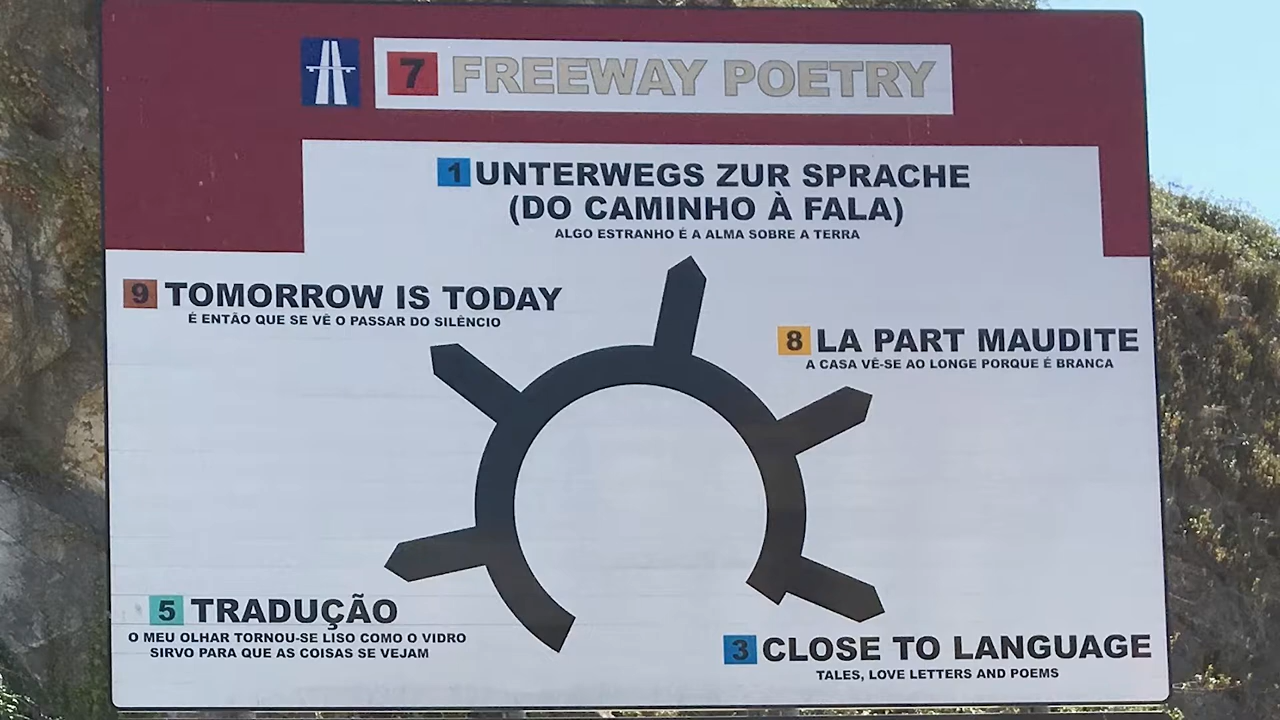 7 FREEWAY POETRY
1 UNTERWEGS ZUR SPRACHE
(DO CAMINHO À FALA)
ALGO ESTRANHO É A ALMA SOBRE A TERRA
9 TOMORROW IS TODAY
É ENTÃO QUE SE VÊ O PASSAR DO SILÊNCIO
8 LA PART MAUDITE
A CASA VÊ-SE AO LONGE PORQUE É BRANCA
5 TRADUÇÃO
O MEU OLHAR TORNOU-SE LISO COMO O VIDRO
SIRVO PARA QUE AS COISAS SE VEJAM
3 CLOSE TO LANGUAGE
TALES, LOVE LETTERS AND POEMS